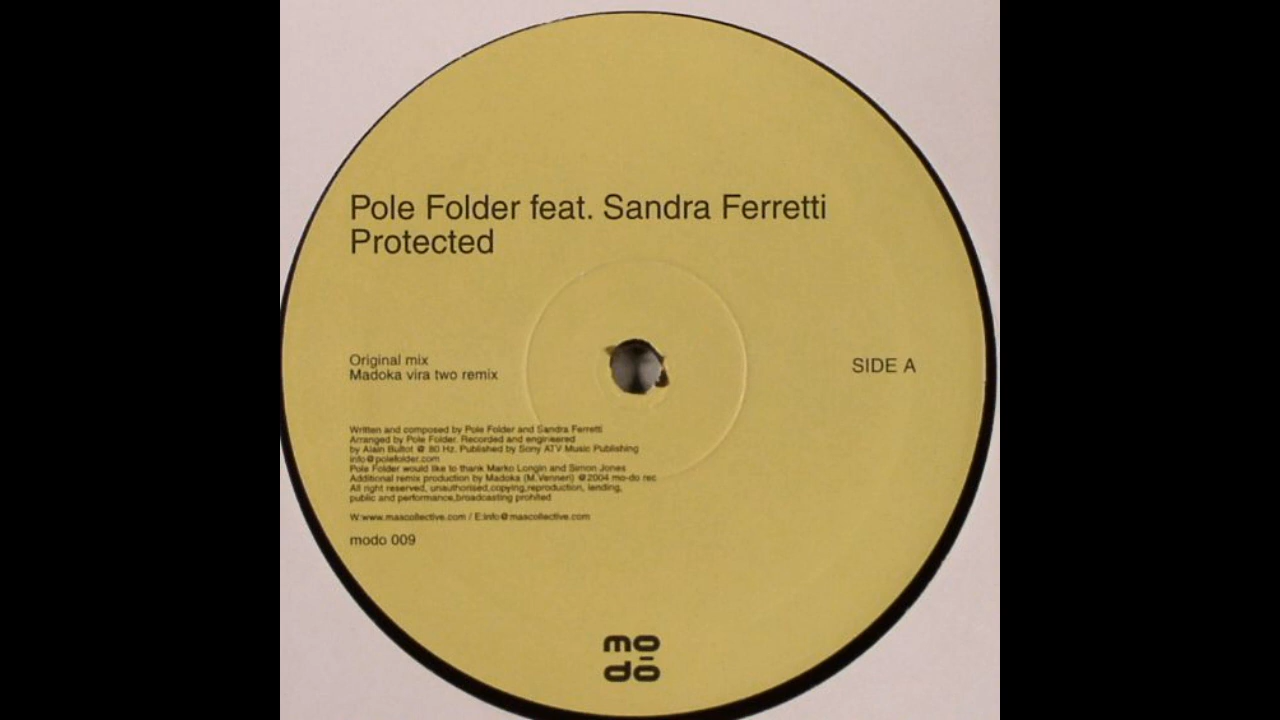 Pole Folder feat. Sandra Ferretti
Protected
Original mix
Madoka vira two remix
SIDE A
Written and composed by Pole Folder and Sandra Ferretti
Arranged by Pole Folder. Recorded and engineered
by Alain Bultot @ 80 Hz. Published by Sony ATV Music Publishing
info@polefolder.com
Pole Folder would like to thank Marko Longin and Simon Jones
Additional remix production by Madoka (M.Venneri) @2004 mo-do rec
All right reserved, unauthorised,copying,reproduction, lending,
public and performance,broadcasting prohited
W:www.mascollective.com / E:info@mascollective.com
modo 009
mo
dō